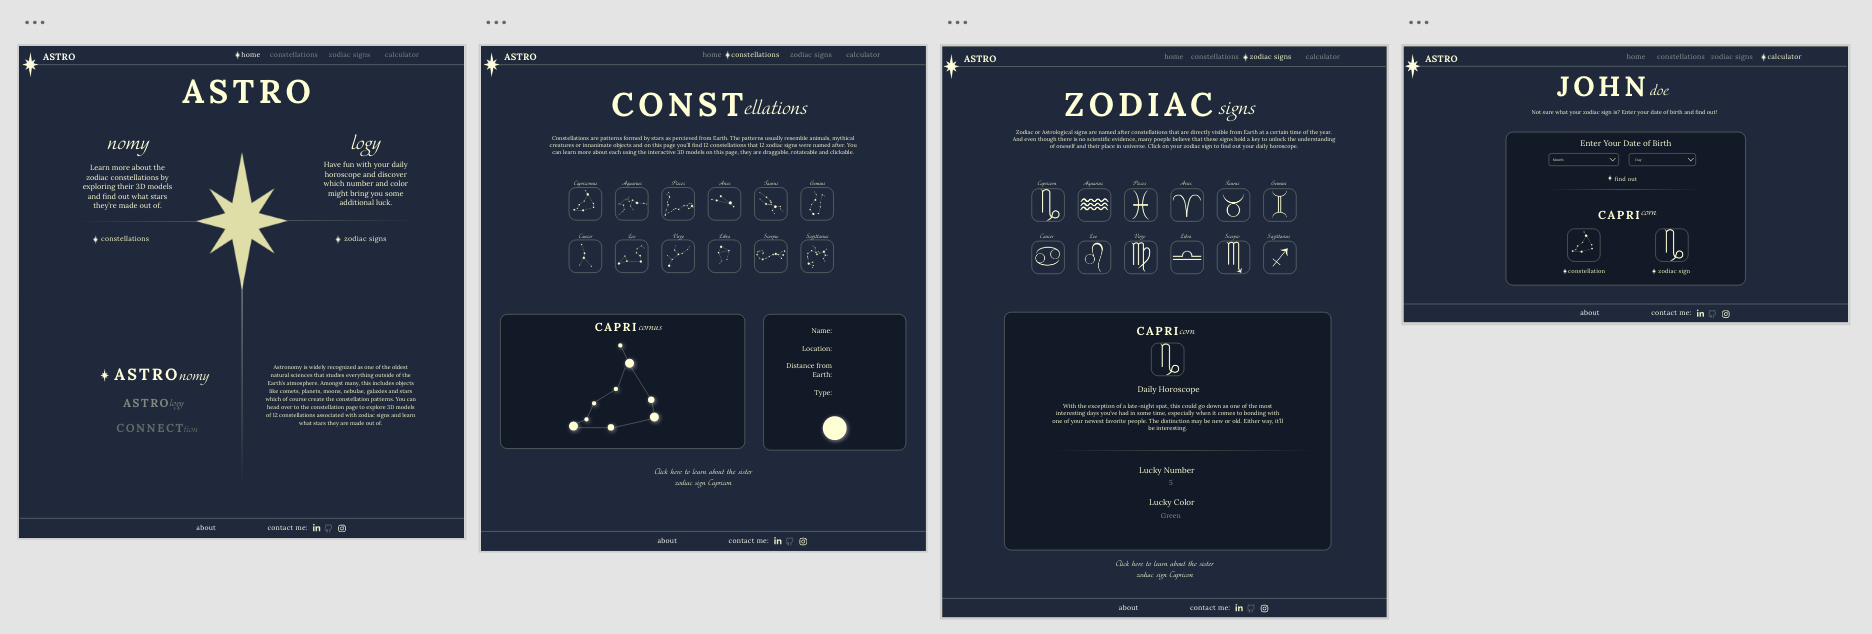 ASTRO
home constellations zodiac signs calculator
ASTRO
nomy
Learn more about the
zodiac constellations by
exploring their 3D models
and find out what stars
they're made out of.
constellations
logy
Have fun with your daily
horoscope and discover
which number and color
might bring you some
additional luck.
zodiac signs
ASTROnomy
ASTROlogy
CONNECTtion
Astronomy is widely recognized as one of the oldest
natural sciences that studies everything outside of the
Earth's atmosphere. Amongst many, this includes objects
like comets, planets, moons, nebulae, galaxies and stars
which of course create the constellation patterns. You can
head over to the constellation page to explore 3D models
of 12 constellations associated with zodiac signs and learn
what stars they are made out of.
about contact me:
ASTRO
home constellations zodiac signs calculator
CONSTellations
Constellations are patterns formed by stars as percieved from Earth. The patterns usually resemble animals, mythical
creatures or innanimate objects and on this page you'll find 12 constellations that 12 zodiac signs were named after. You
can learn more about each using the interactive 3D models on this page, they are draggable, rotateable and clickable.
Capricornus Aquarius Pisces Aries Taurus Gemini
Cancer Leo Virgo Libra Scorpio Sagittarius
CAPRIcornus
Name:
Location:
Distance from
Earth:
Type:
Click here to learn about the sister
zodiac sign Capricorn
about contact me:
ASTRO
home constellations zodiac signs calculator
ZODIAC signs
Zodiac or Astrological signs are named after constellations that are directly visible from Earth at a certain time of the year.
And even though there is no scientific evidence, many poeple believe that these signs hold a key to unlock the understanding
of oneself and their place in universe. Click on your zodiac sign to find out your daily horoscope.
Capricorn Aquarius Pisces Aries Taurus Gemini
Cancer Leo Virgo Libra Scorpio Sagittarius
CAPRIcorn
Daily Horoscope
With the exception of a late-night spat, this could go down as one of the most
interesting days you've had in some time, especially when it comes to bonding with
one of your newest favorite people. The distinction may be new or old. Either way, it'll
be interesting.
Lucky Number
5
Lucky Color
Green
Click here to learn about the sister
zodiac sign Capricorn
about contact me:
ASTRO
home constellations zodiac signs calculator
JOHN doe
Not sure what your zodiac sign is? Enter your date of birth and find out!
Enter Your Date of Birth
Month Day
find out
CAPRIcorn
constellation zodiac sign
about contact me: